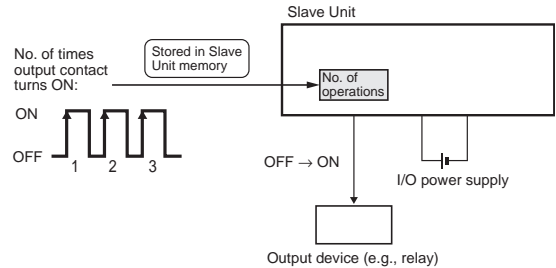 Slave Unit
No. of times
output contact
turns ON:
Stored in Slave
Unit memory
No. of
operations
ON
OFF
1 2 3
OFF → ON
I/O power supply
Output device (e.g., relay)